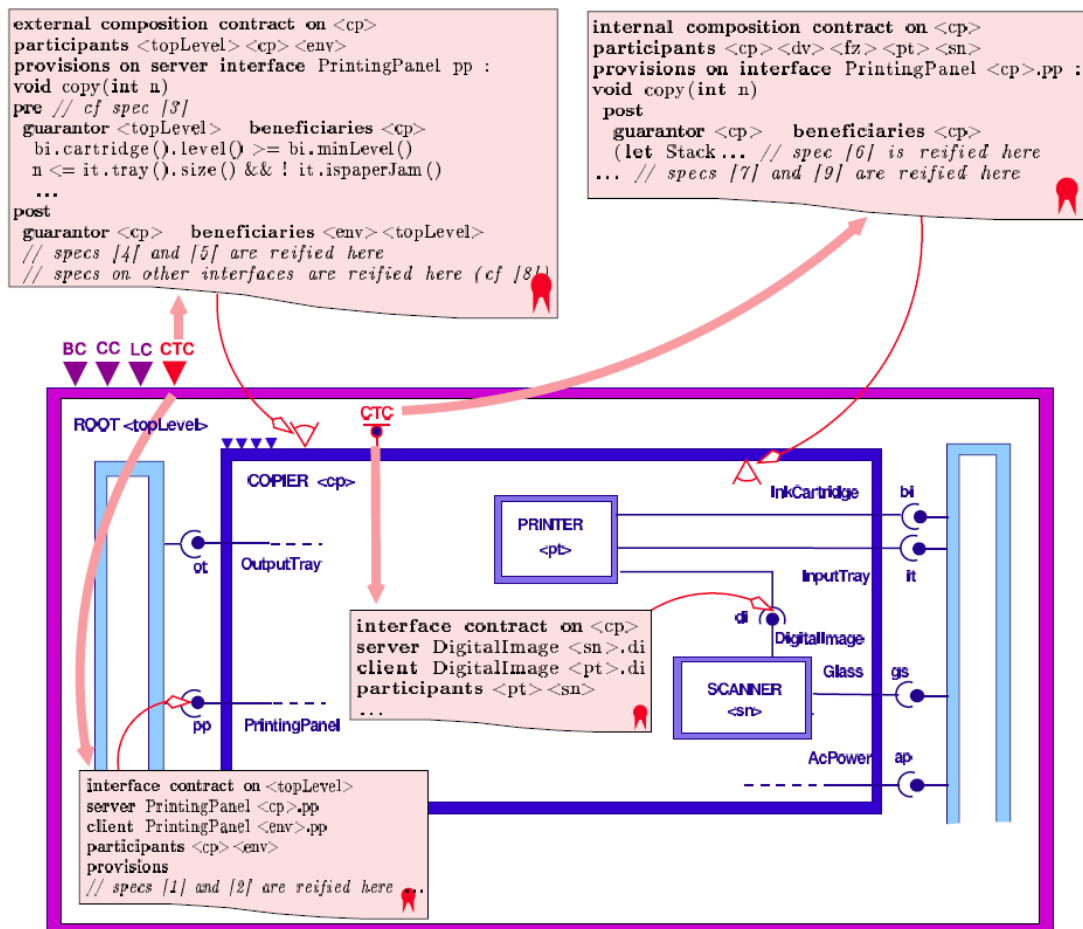 external composition contract on <cp>
participants <topLevel><cp><env>
provisions on server interface PrintingPanel pp :
void copy(int n)
pre // cf spec [3]
guarantor <topLevel> beneficiaries <cp>
bi.cartridge().level() >= bi.minLevel()
n <= it.tray().size() && ! it.ispaperJam()
...
post
guarantor <cp> beneficiaries <env><topLevel>
// specs [4] and [5] are reified here
// specs on other interfaces are reified here (cf [8])
internal composition contract on <cp>
participants <cp><dv><fz><pt><sn>
provisions on interface PrintingPanel <cp>.pp :
void copy(int n)
post
guarantor <cp> beneficiaries <cp>
(let Stack... // spec [6] is reified here
... // specs [7] and [9] are reified here
BC CC LC CTC
ROOT <topLevel>
CTC
COPIER <cp>
InkCartridge bi
PRINTER
<pt>
ot OutputTray
InputTray it
interface contract on <cp>
server DigitalImage <sn>.di
client DigitalImage <pt>.di
participants <pt><sn>
...
di
DigitalImage
Glass gs
SCANNER
<sn>
pp PrintingPanel
AcPower ap
interface contract on <topLevel>
server PrintingPanel <cp>.pp
client PrintingPanel <env>.pp
participants <cp><env>
provisions
// specs [1] and [2] are reified here ...